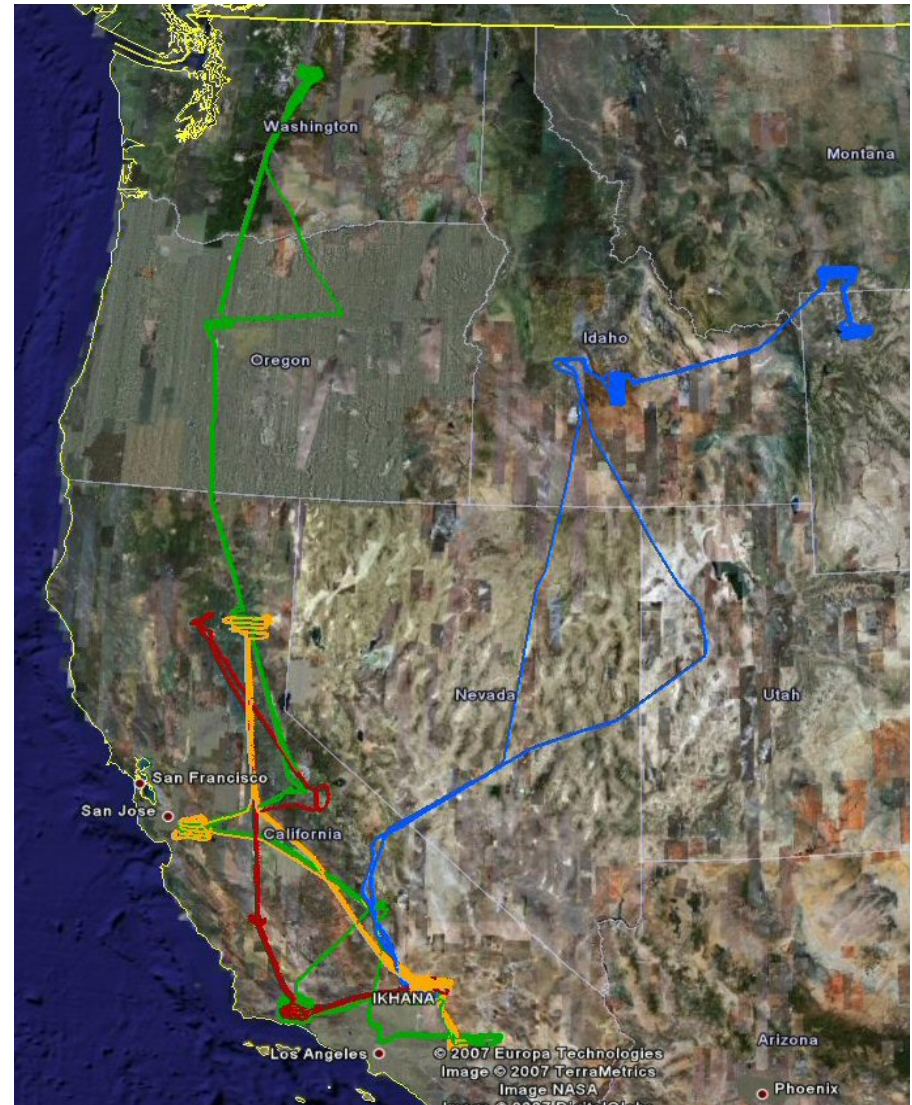 Washington
Montana
Idaho
Oregon
Nevada
Utah
San Francisco
San Jose
California
IKHANA
Los Angeles
Arizona
© 2007 Europa Technologies
Image © 2007 TerraMetrics
Image NASA
Phoenix